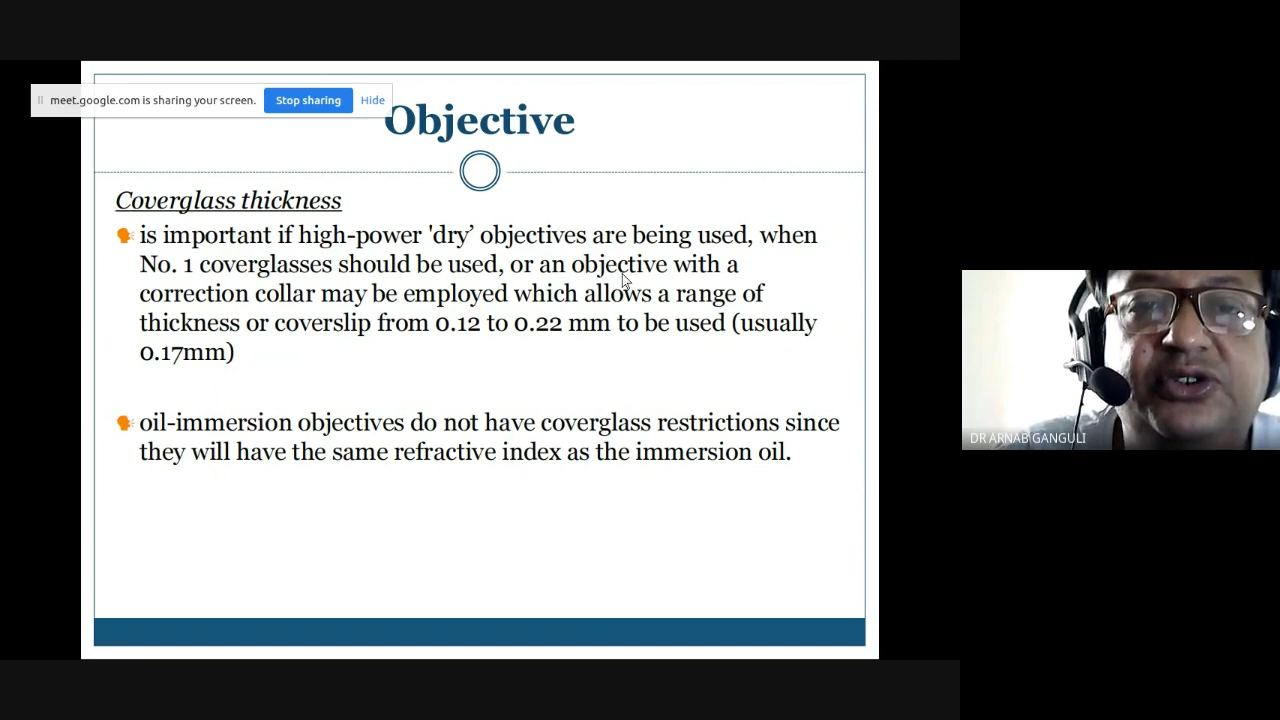 meet.google.com is sharing your screen. Stop sharing Hide
Objective
Coverglass thickness
is important if high-power 'dry’ objectives are being used, when
No. 1 coverglasses should be used, or an objective with a
correction collar may be employed which allows a range of
thickness or coverslip from 0.12 to 0.22 mm to be used (usually
0.17mm)
oil-immersion objectives do not have coverglass restrictions since
they will have the same refractive index as the immersion oil.
DR ARNAB GANGULI